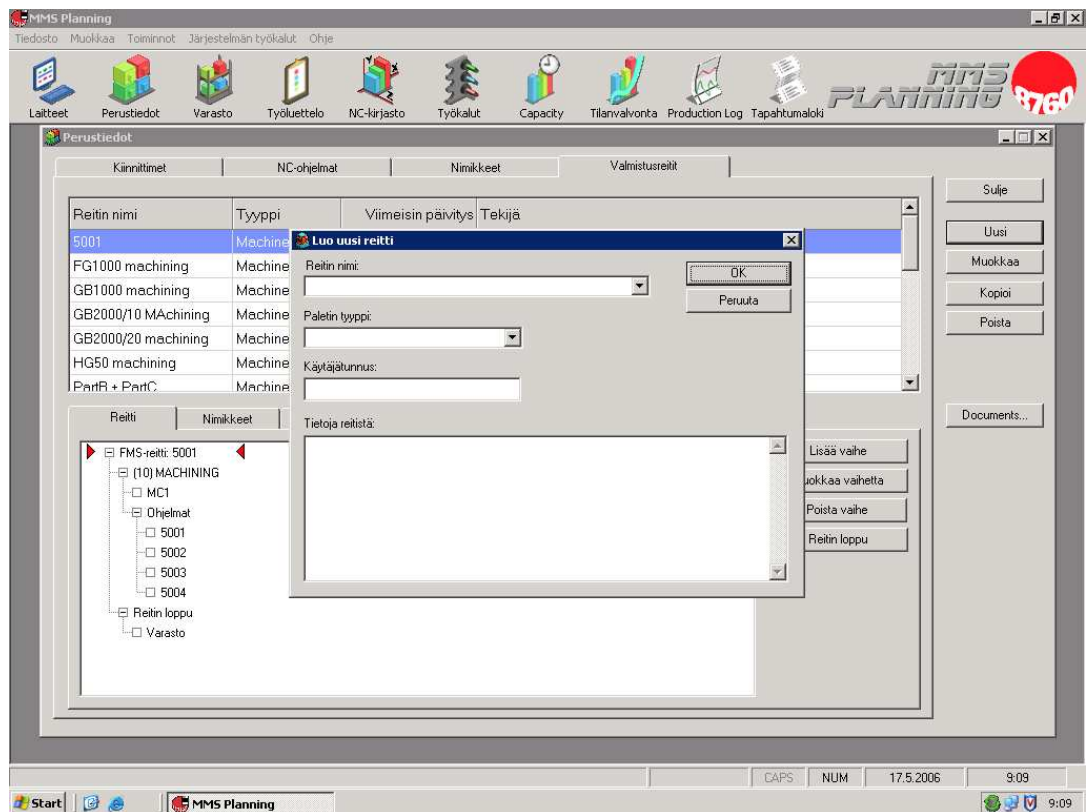 MMS Planning
Tiedosto Muokkaa Toiminnot Järjestelmän työkalut Ohje
Laitteet Perustiedot Varasto Työluettelo NC-kirjasto Työkalut Capacity Tilanvalvonta Production Log Tapahtumaloki
MMS
PLANNING
8760
Perustiedot
Kiinnittimet NC-ohjelmat Nimikkeet Valmistusreitit
Sulje
Uusi
Muokkaa
Kopioi
Poista
Documents...
Reitin nimi Tyyppi Viimeisin päivitys Tekijä
5001 Machine
FG1000 machining Machine
GB1000 machining Machine
GB2000/10 MAchining Machine
GB2000/20 machining Machine
HG50 machining Machine
PartB + PartC Machine
Luo uusi reitti
Reitin nimi:
OK
Peruuta
Paletin tyyppi:
Käytäjätunnus:
Tietoja reitistä:
Reitti Nimikkeet
FMS-reitti: 5001
(10) MACHINING
MC1
Ohjelmat
5001
5002
5003
5004
Reitin loppu
Varasto
Lisää vaihe
uokkaa vaihetta
Poista vaihe
Reitin loppu
CAPS NUM 17.5.2006 9:09
Start MMS Planning 9:09